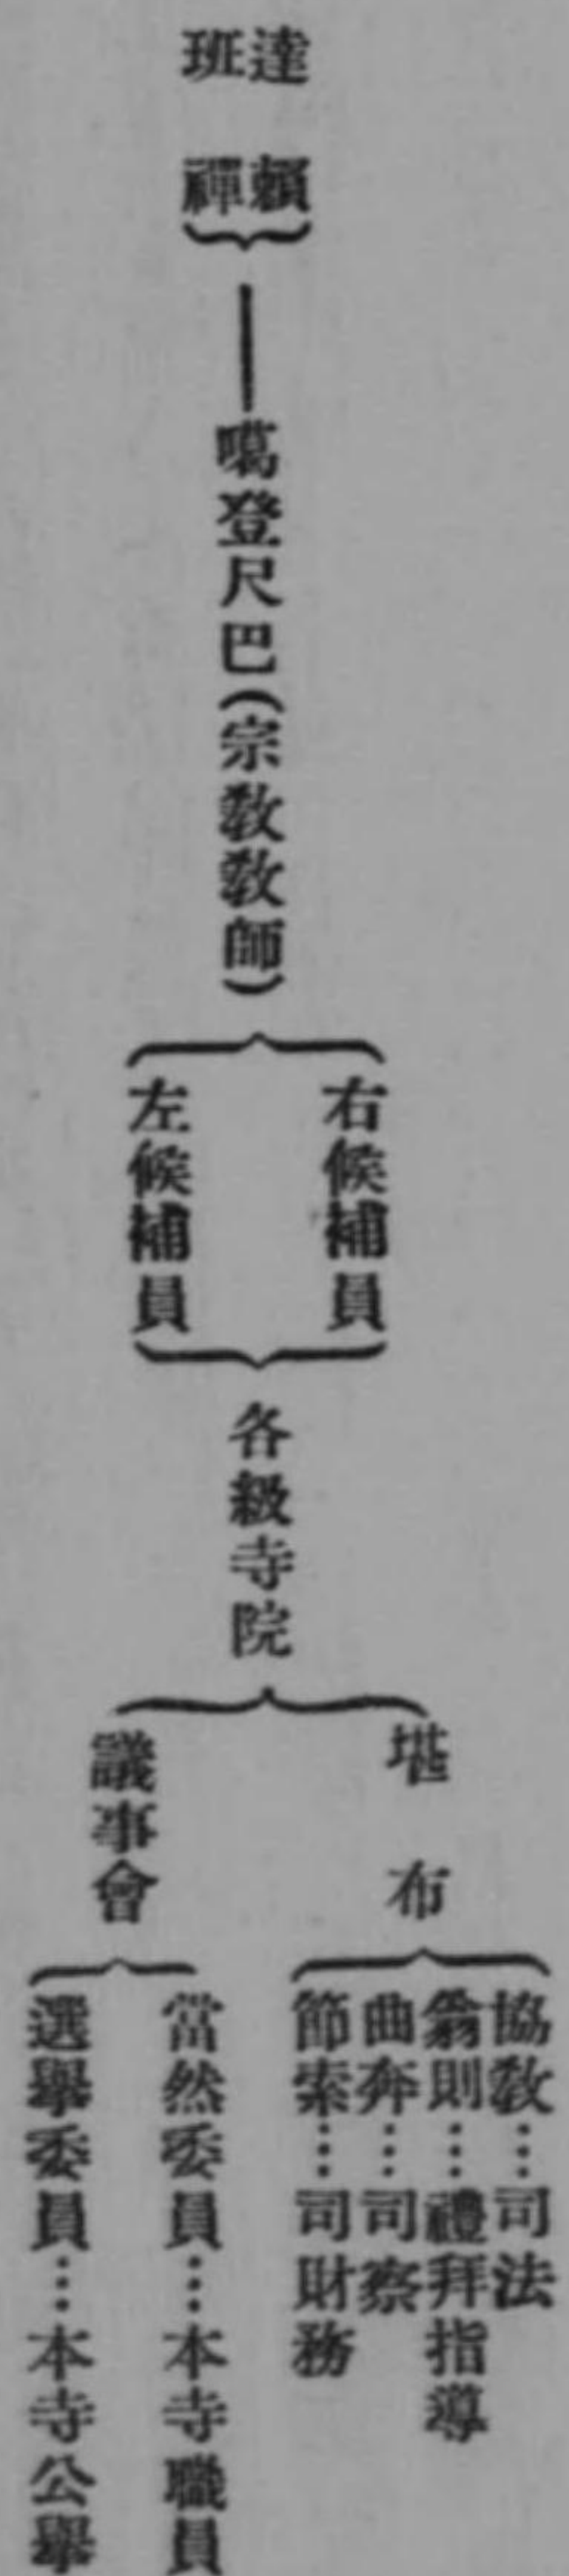 達賴
班禪
噶登尺巴(宗教教師)
右候補員
左候補員
各級寺院
堪布
協教…司法
翁則…禮拜指導
曲奔…司察
節索…司財務
議事會
當然委員…本寺職員
選舉委員…本寺公舉